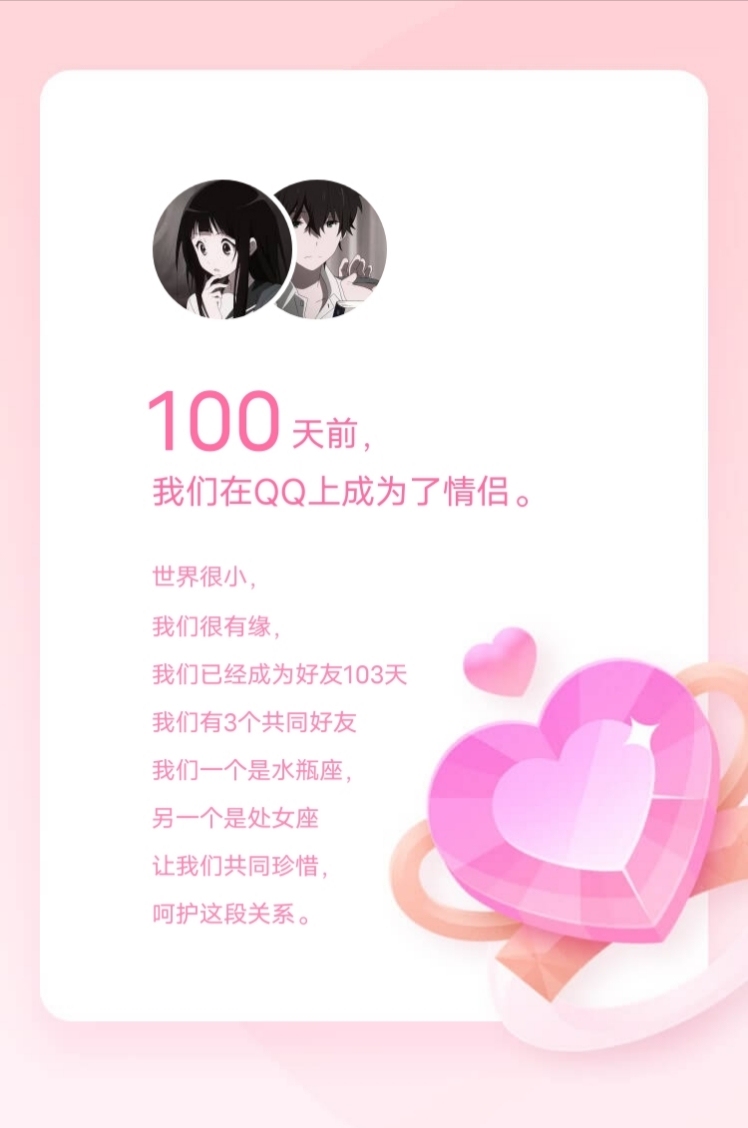 100天前，
我们在QQ上成为了情侣。
世界很小，
我们很有缘，
我们已经成为好友103天
我们有3个共同好友
我们一个是水瓶座，
另一个是处女座
让我们共同珍惜，
呵护这段关系。